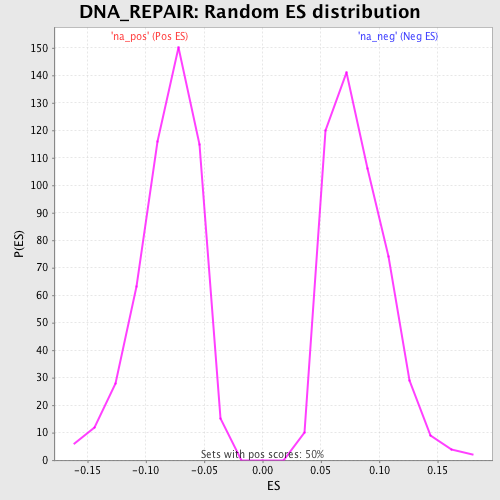 DNA_REPAIR: Random ES distribution
'na_pos' (Pos ES) 'na_neg' (Neg ES)
150
140
130
120
110
100
90
80
70
60
50
40
30
20
10
0
P(ES)
Sets with pos scores: 50%
-0.15 -0.10 -0.05 0.00 0.05 0.10 0.15
ES